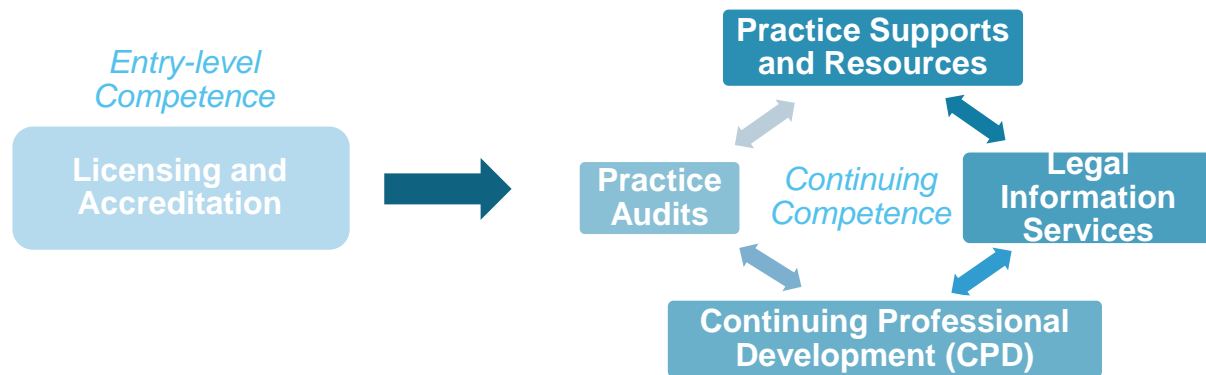 Entry-level
Competence
Licensing and
Accreditation
Practice Supports
and Resources
Practice
Audits
Continuing
Competence
Legal
Information
Services
Continuing Professional
Development (CPD)